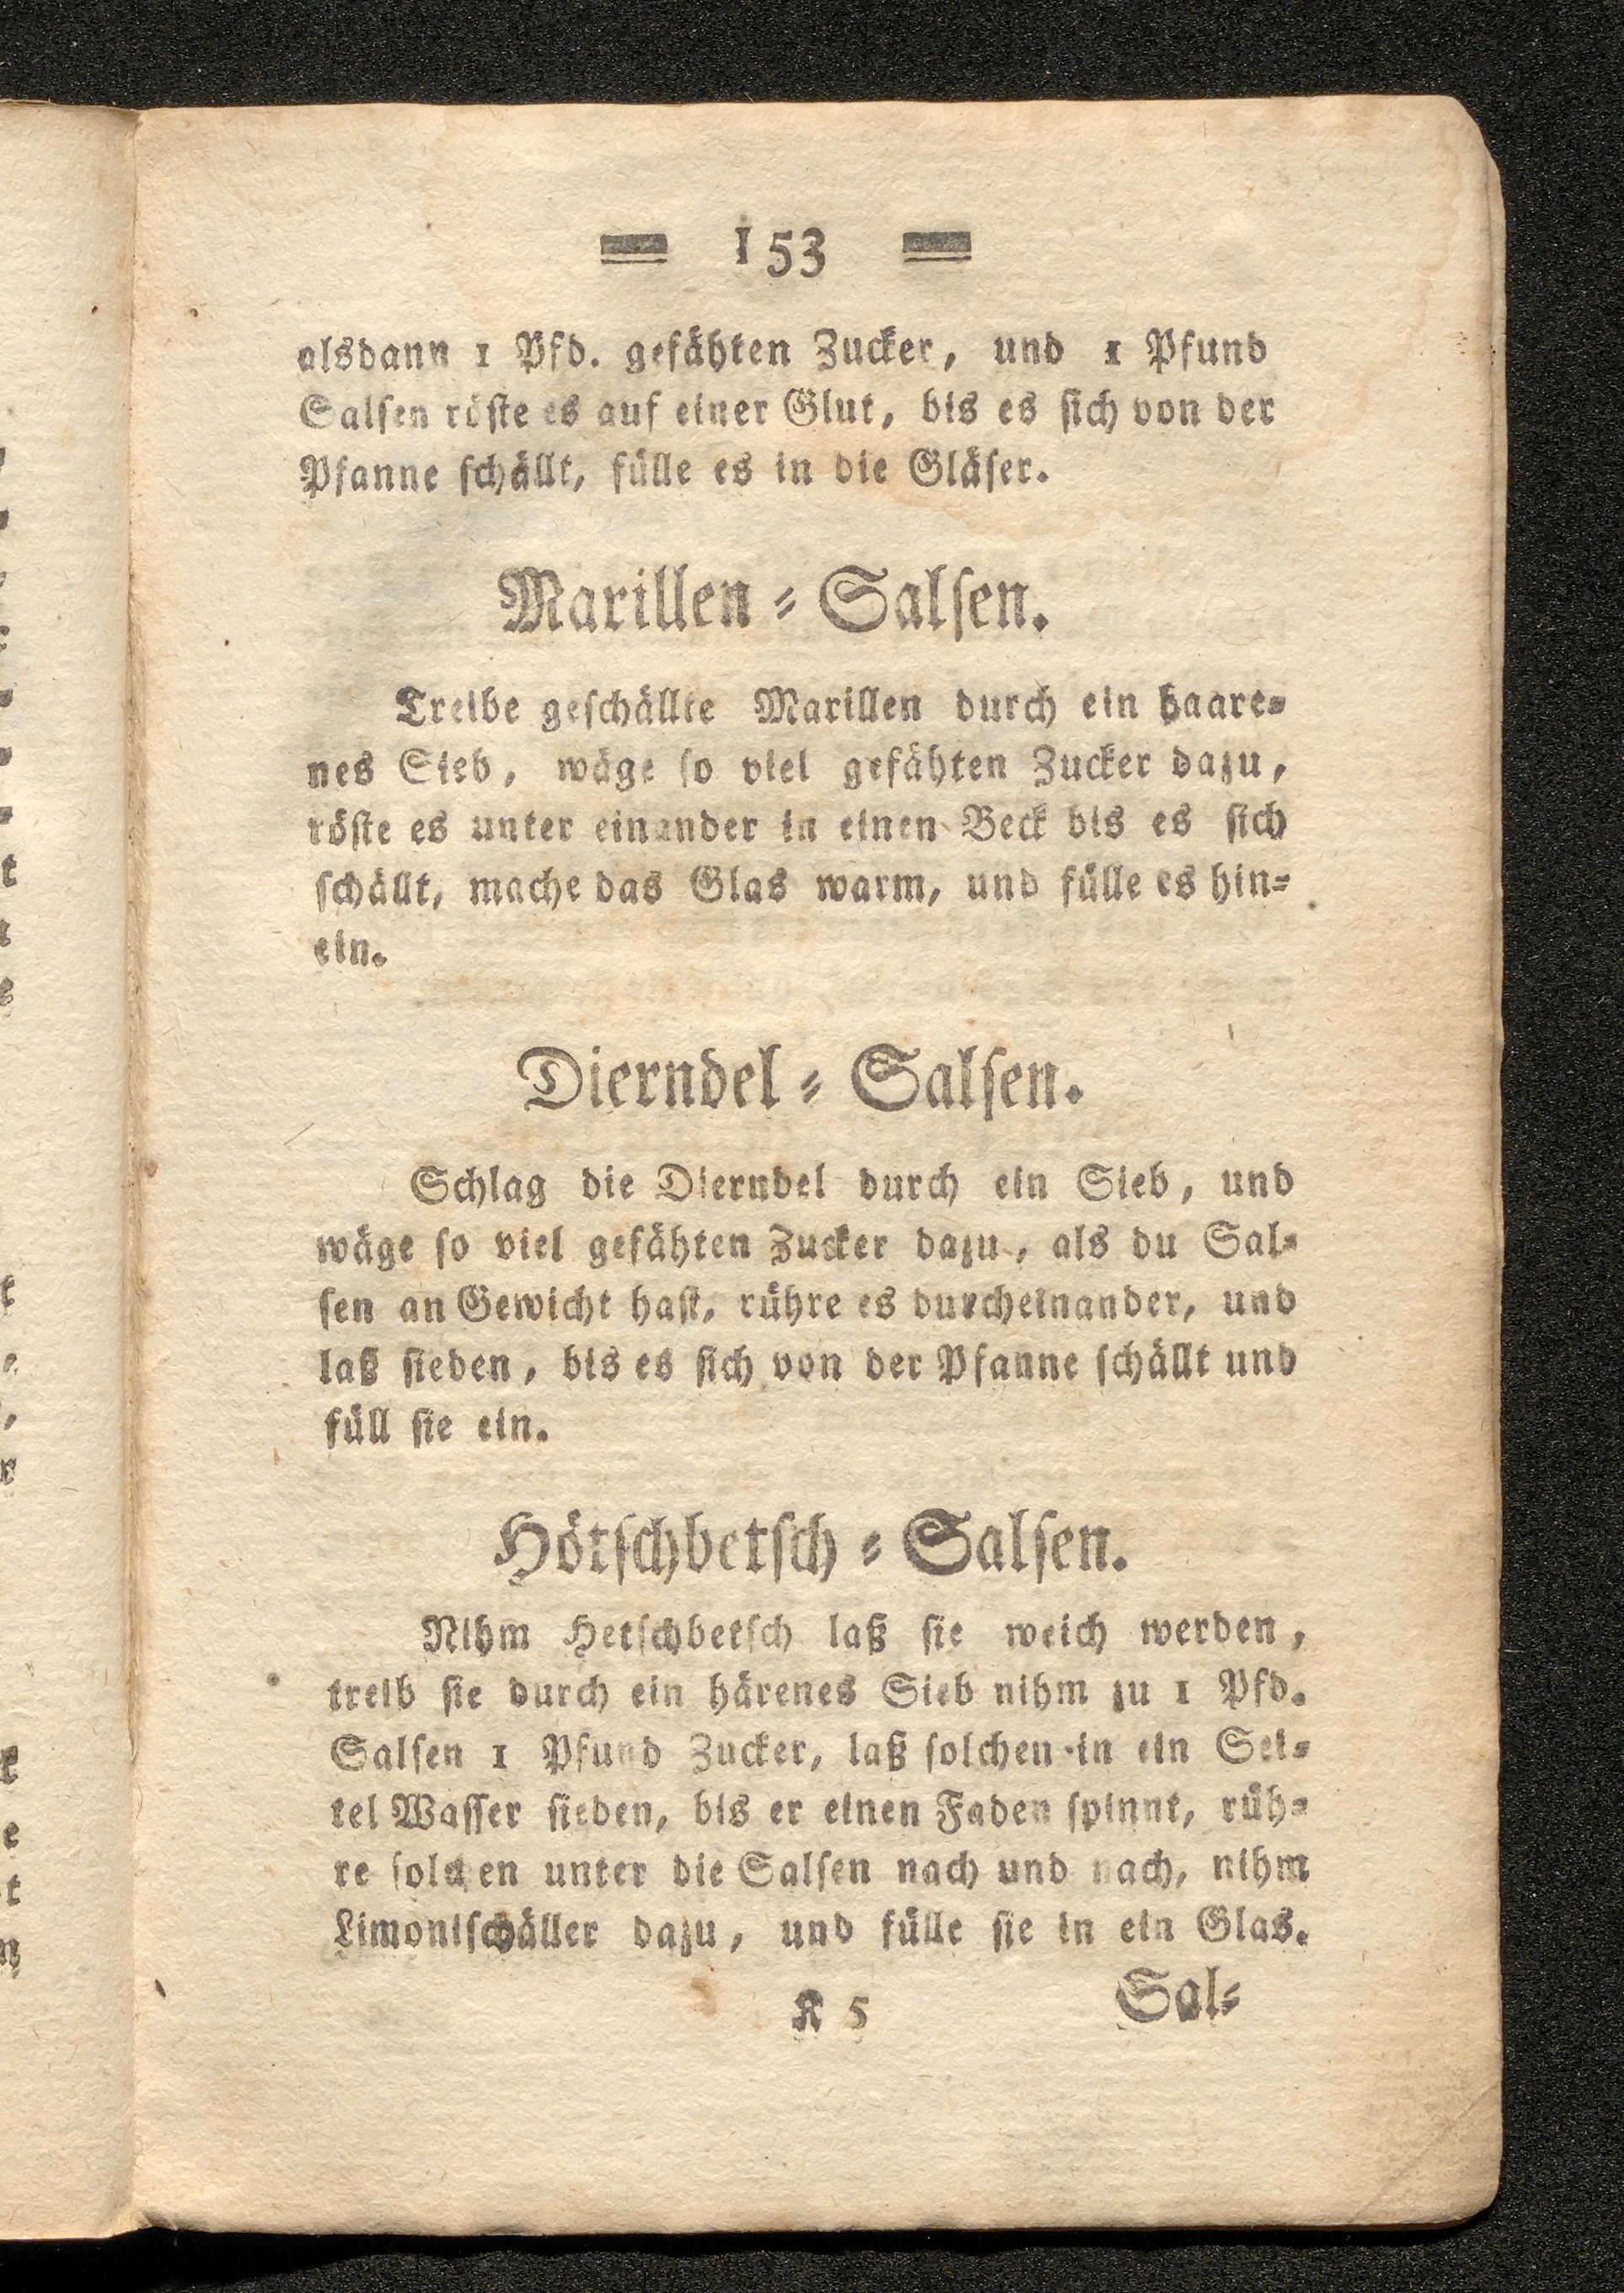 153
alsdann 1 Pfd. gefähten Zucker, und 1 Pfund
Salsen röste es auf einer Glut, bis es sich von der
Pfanne schällt, fülle es in die Gläser.
Marillen-Salsen.
Treibe geschällte Marillen durch ein haare-
nes Sieb, wäge so viel gefähten Zucker dazu,
röste es unter einander in einen Beck bis es sich
schällt, mache das Glas warm, und fülle es hin-
ein.
Dierndel-Salsen.
Schlag die Dierndel durch ein Sieb, und
wäge so viel gefähten Zucker dazu, als du Sal-
sen an Gewicht hast, rühre es durcheinander, und
laß sieden, bis es sich von der Pfanne schällt und
füll sie ein.
Hötschbetsch-Salsen.
Nihm Hetschbetsch laß sie weich werden,
treib sie durch ein härenes Sieb nihm zu 1 Pfd.
Salsen 1 Pfund Zucker, laß solchen in ein Sei-
tel Wasser sieden, bis er einen Faden spinnt, rüh-
re solchen unter die Salsen nach und nach, nihm
Limonischäller dazu, und fülle sie in ein Glas.
K 5 Sal-